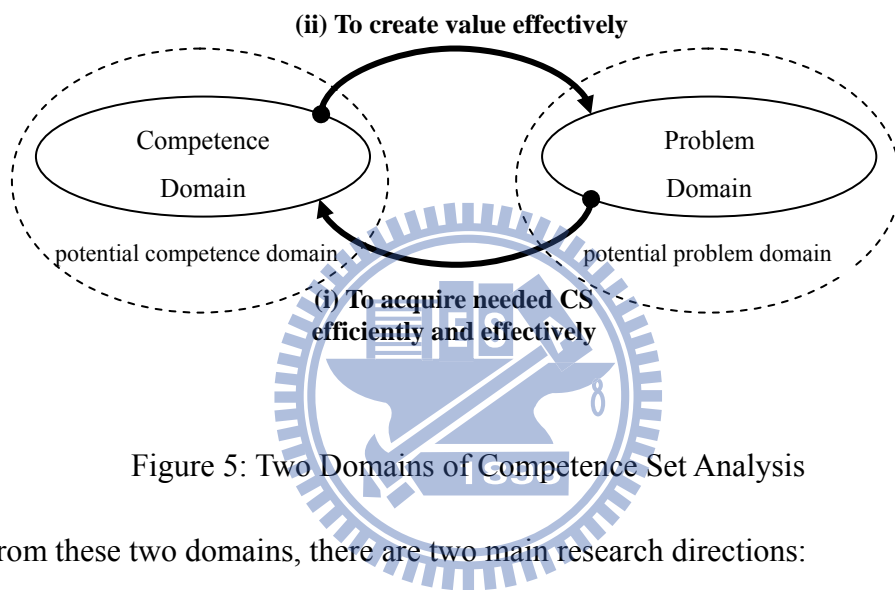 (ii) To create value effectively
Competence
Domain
Problem
Domain
potential competence domain
potential problem domain
(i) To acquire needed CS
efficiently and effectively
ES
1896
Figure 5: Two Domains of Competence Set Analysis
rom these two domains, there are two main research directions: